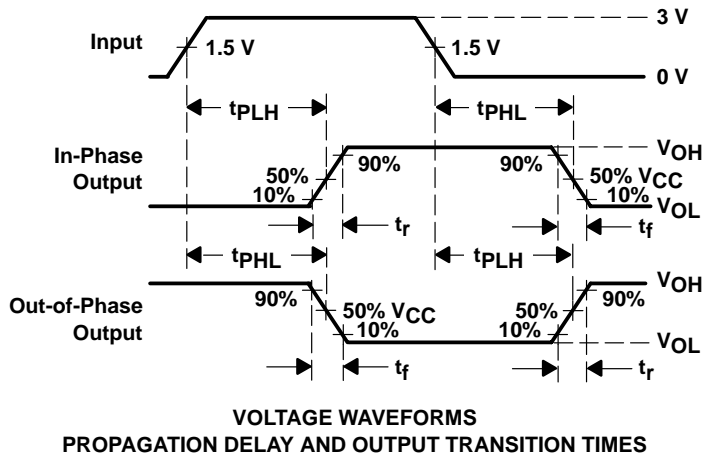 3 V
Input
1.5 V
1.5 V
0 V
tPLH
tPHL
In-Phase
Output
VOH
90%
90%
50%
50% VCC
10%
10%
VOL
tr
tf
tPHL
tPLH
Out-of-Phase
Output
VOH
90%
90%
50% VCC
50%
10%
10%
VOL
tf
tr
VOLTAGE WAVEFORMS
PROPAGATION DELAY AND OUTPUT TRANSITION TIMES